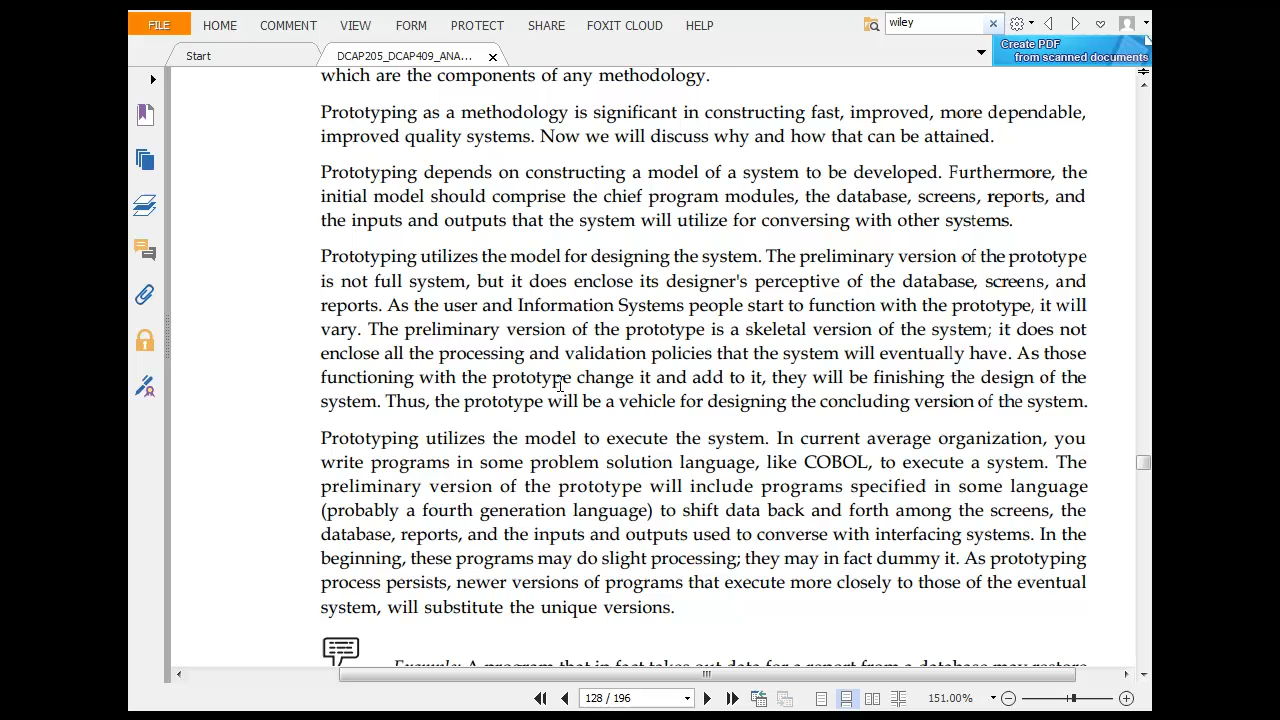 FILE HOME COMMENT VIEW FORM PROTECT SHARE FOXIT CLOUD HELP wiley
Start DCAP205_DCAP409_ANA... Create PDF
from scanned documents
which are the components of any methodology.
Prototyping as a methodology is significant in constructing fast, improved, more dependable,
improved quality systems. Now we will discuss why and how that can be attained.
Prototyping depends on constructing a model of a system to be developed. Furthermore, the
initial model should comprise the chief program modules, the database, screens, reports, and
the inputs and outputs that the system will utilize for conversing with other systems.
Prototyping utilizes the model for designing the system. The preliminary version of the prototype
is not full system, but it does enclose its designer's perceptive of the database, screens, and
reports. As the user and Information Systems people start to function with the prototype, it will
vary. The preliminary version of the prototype is a skeletal version of the system; it does not
enclose all the processing and validation policies that the system will eventually have. As those
functioning with the prototype change it and add to it, they will be finishing the design of the
system. Thus, the prototype will be a vehicle for designing the concluding version of the system.
Prototyping utilizes the model to execute the system. In current average organization, you
write programs in some problem solution language, like COBOL, to execute a system. The
preliminary version of the prototype will include programs specified in some language
(probably a fourth generation language) to shift data back and forth among the screens, the
database, reports, and the inputs and outputs used to converse with interfacing systems. In the
beginning, these programs may do slight processing; they may in fact dummy it. As prototyping
process persists, newer versions of programs that execute more closely to those of the eventual
system, will substitute the unique versions.
Example: A program that in fact takes out data for a report from a database may restore
128 / 196 151.00%